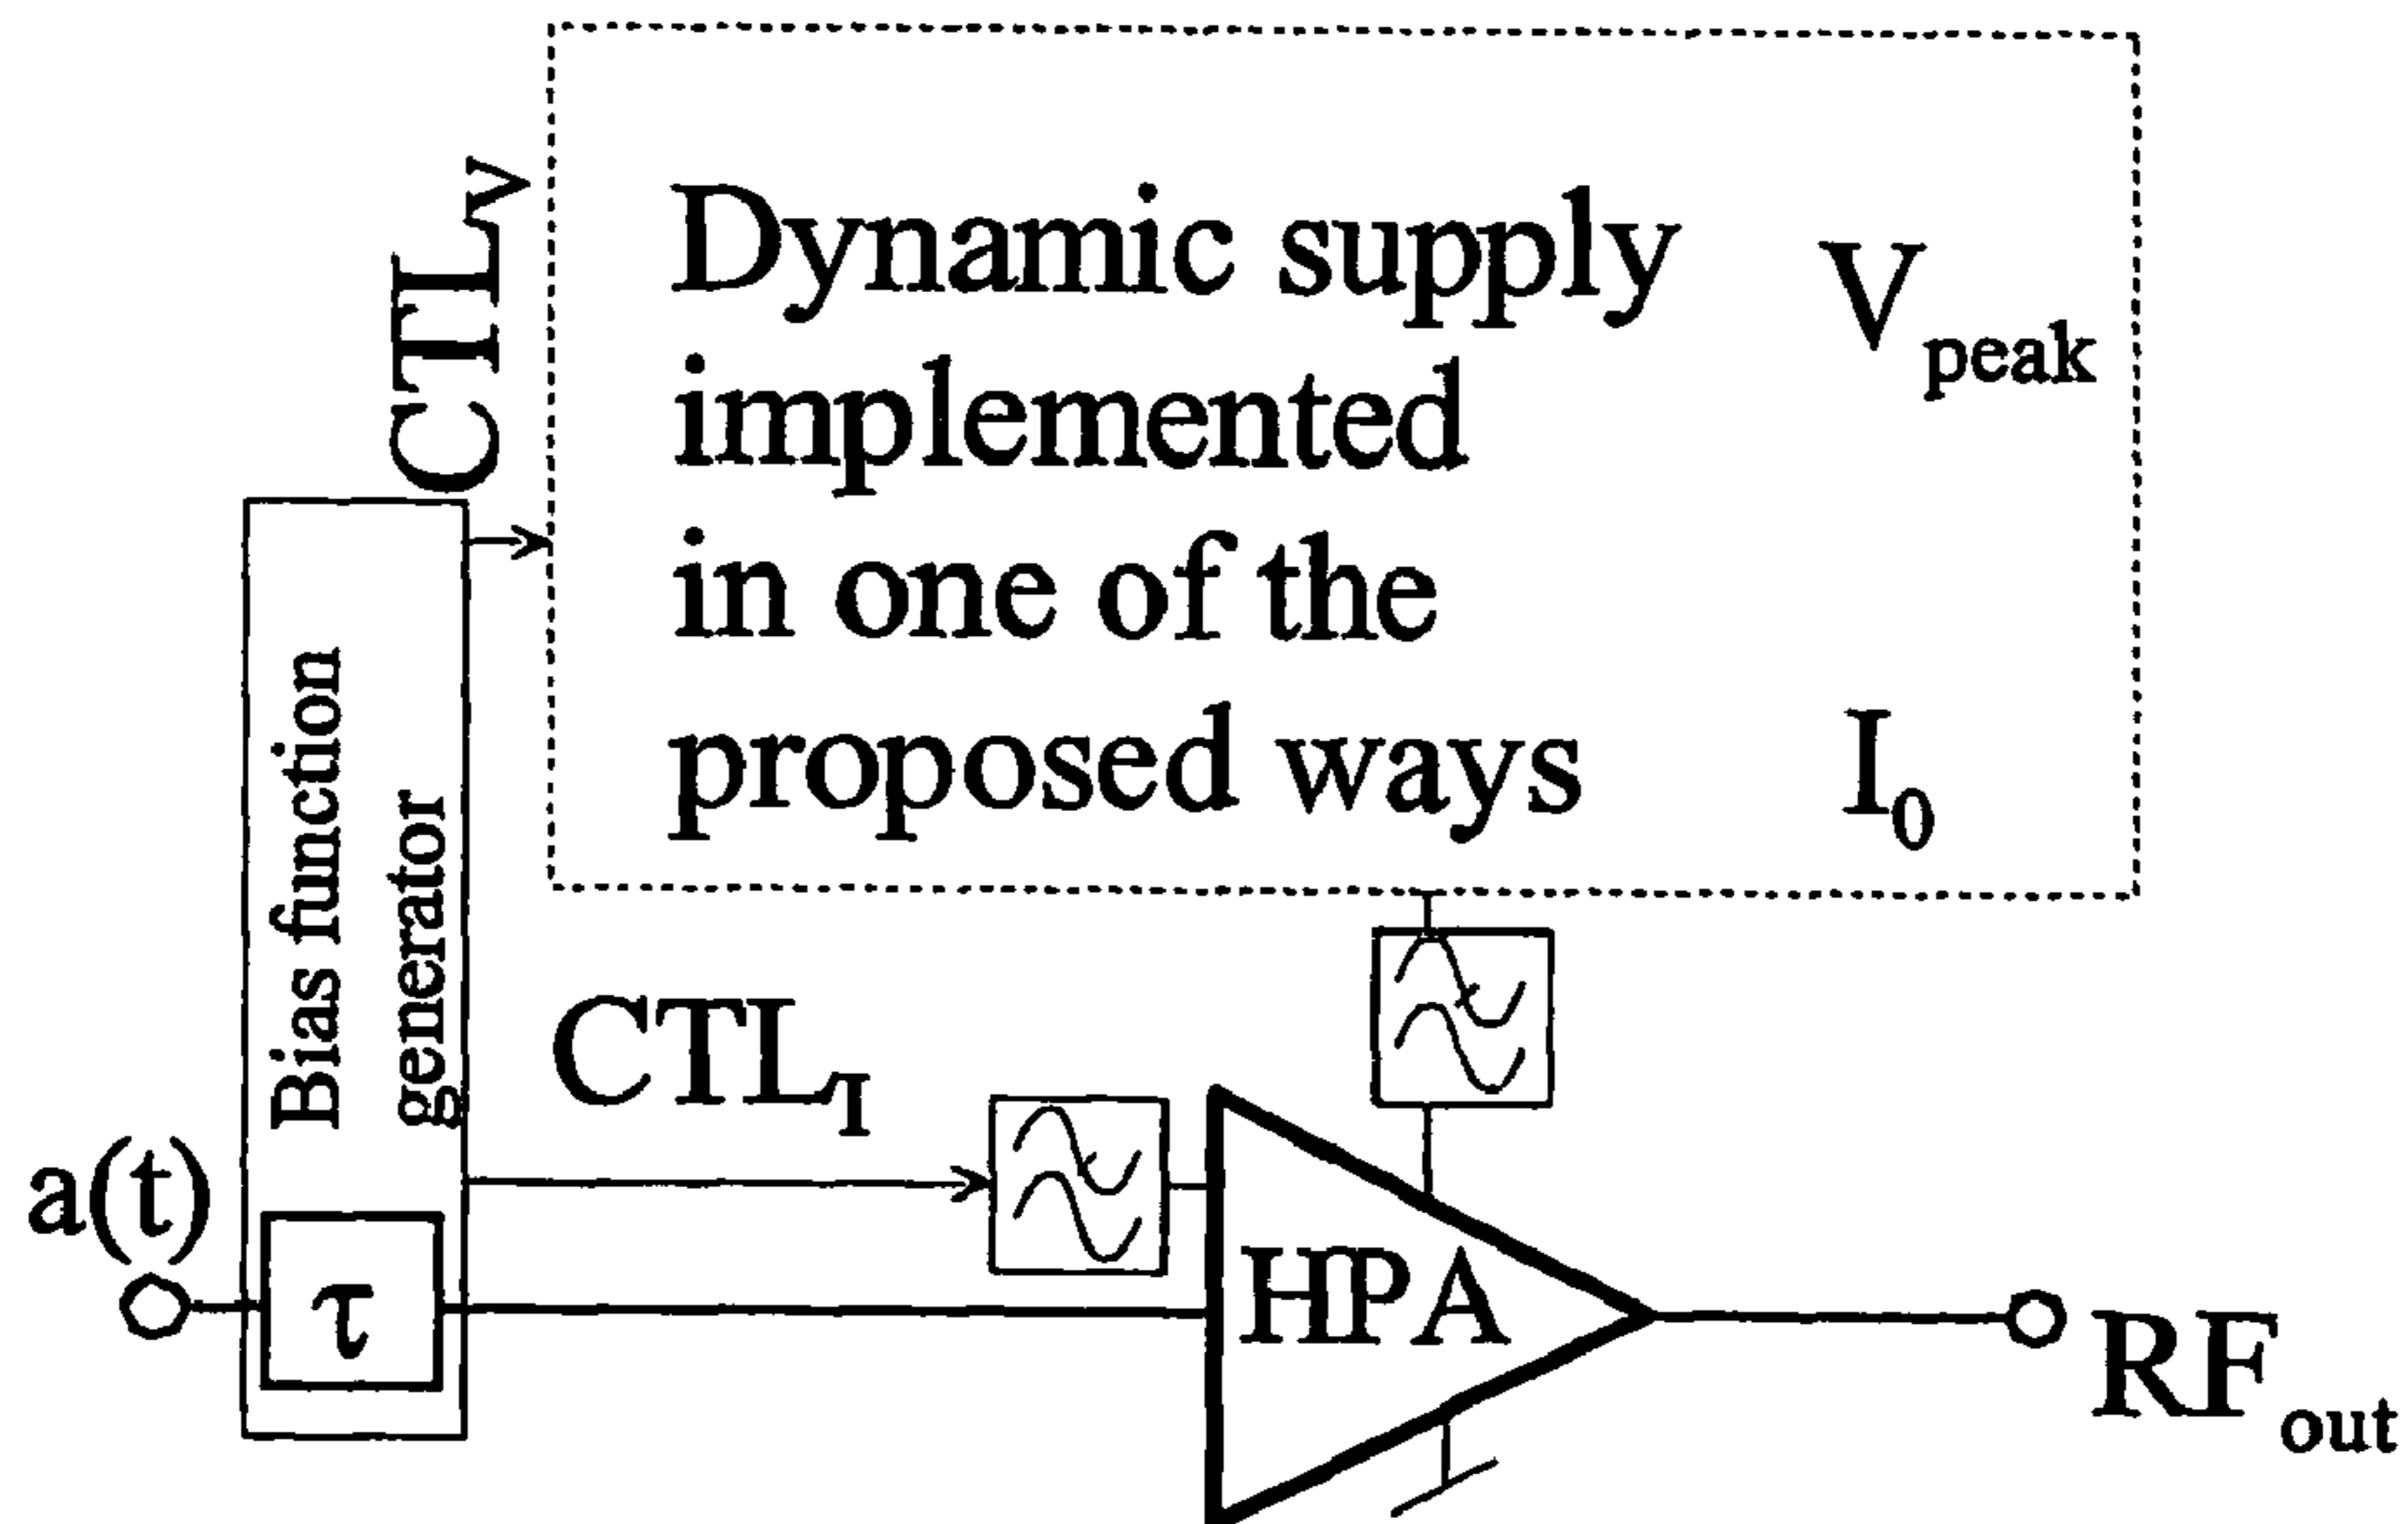 CTLV
Dynamic supply
implemented
in one of the
proposed ways
Vpeak
I0
Bias function
generator
CTLI
a(t)
τ
HPA
RFout